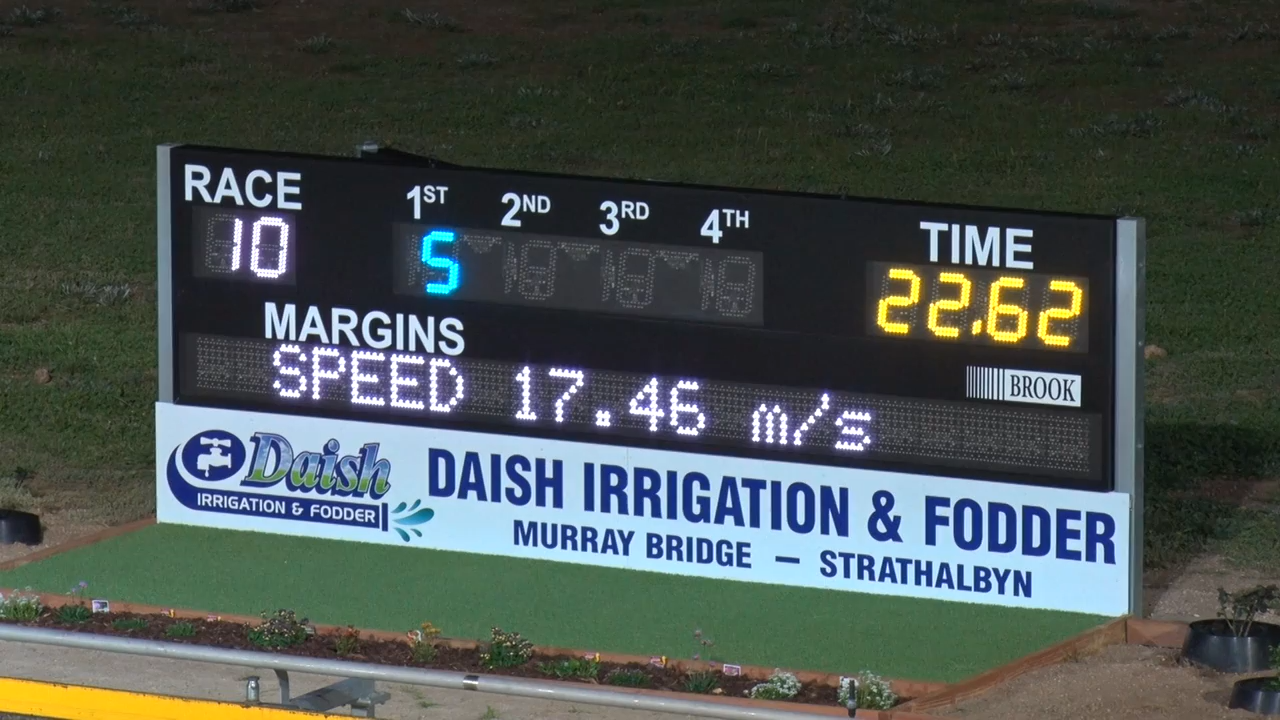 RACE 1ST 2ND 3RD 4TH TIME
10 5 22.62
MARGINS
SPEED 17.46 m/s
BROOK
Daish
IRRIGATION & FODDER
DAISH IRRIGATION & FODDER
MURRAY BRIDGE – STRATHALBYN